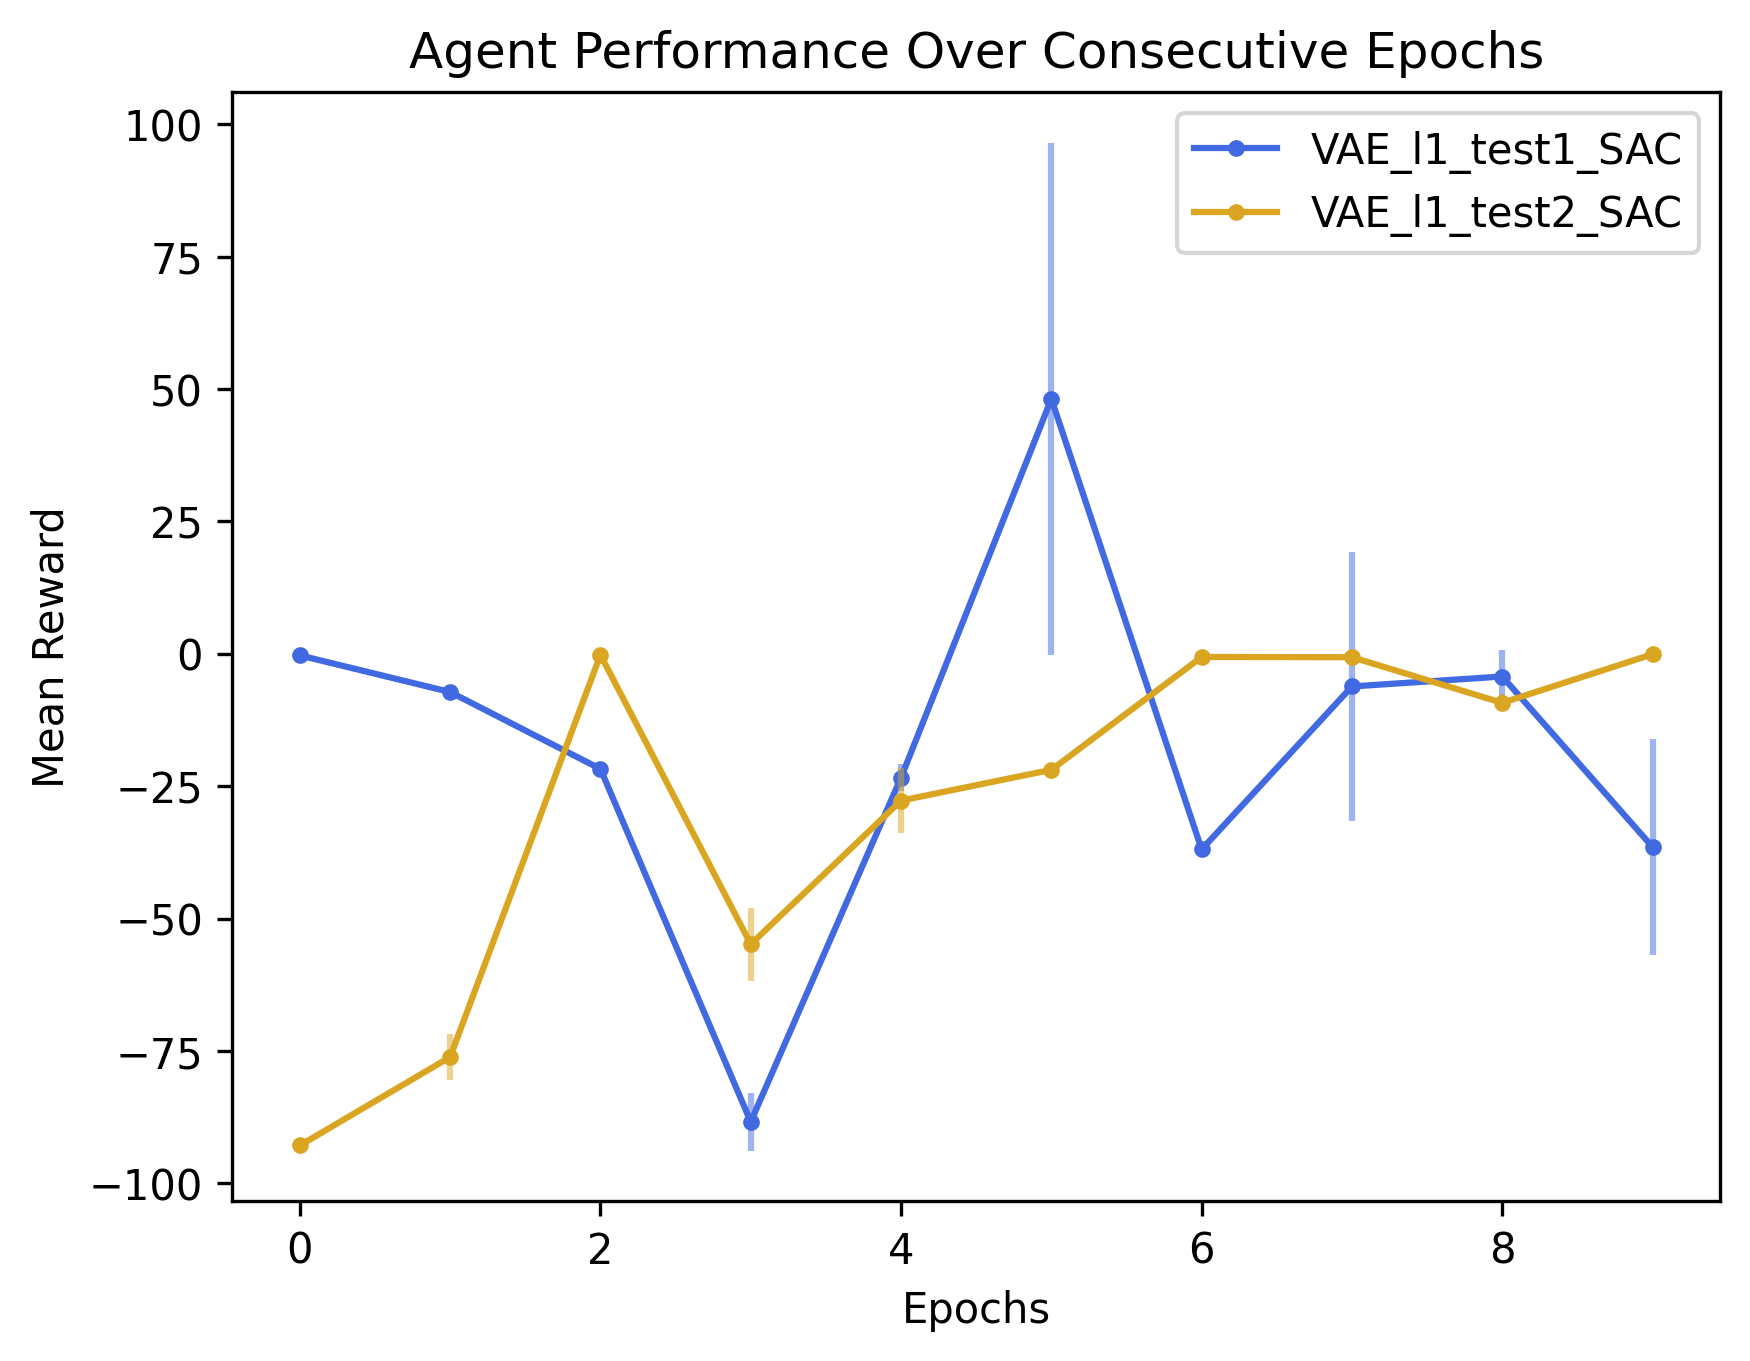 Agent Performance Over Consecutive Epochs
VAE_l1_test1_SAC
VAE_l1_test2_SAC
Mean Reward
100
75
50
25
0
−25
−50
−75
−100
0 2 4 6 8
Epochs